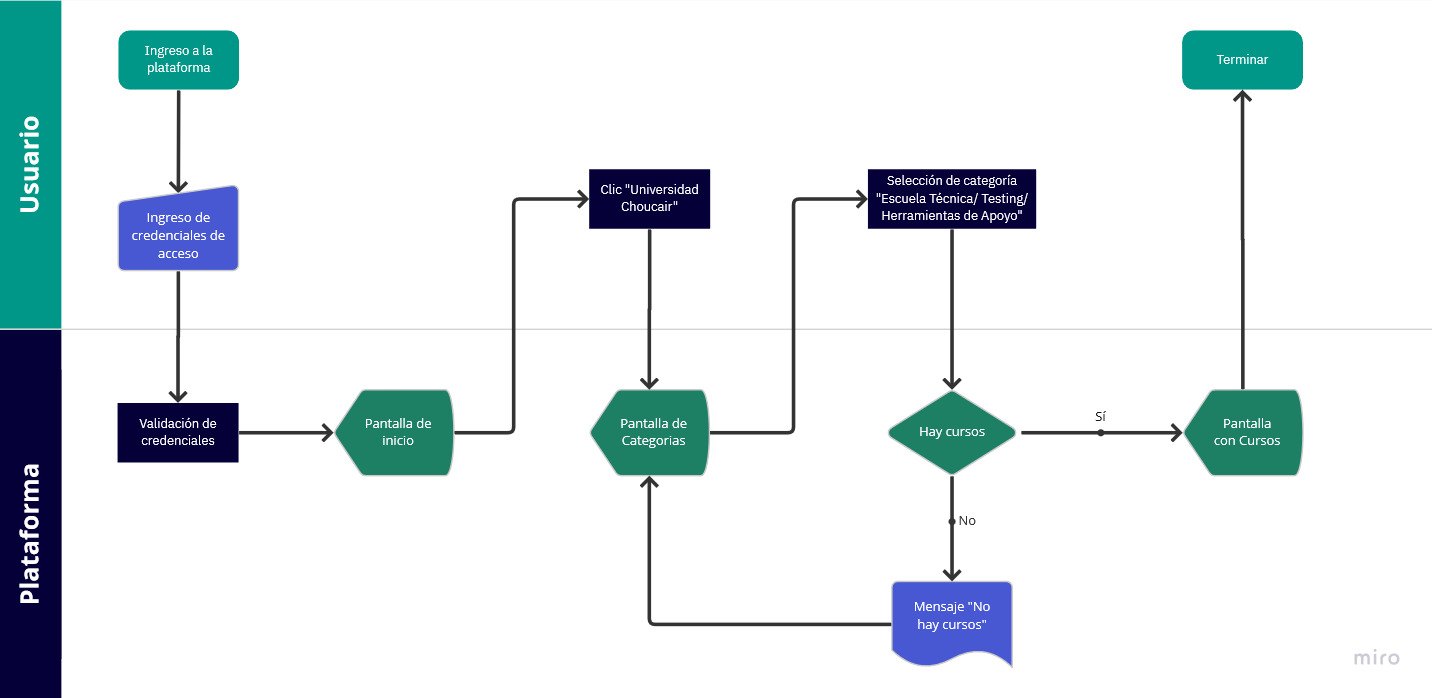 Usuario
Ingreso a la
plataforma
Terminar
Ingreso de
credenciales de
acceso
Clic "Universidad
Choucair"
Selección de categoría
"Escuela Técnica/ Testing/
Herramientas de Apoyo"
Plataforma
Validación de
credenciales
Pantalla de
inicio
Pantalla de
Categorias
Hay cursos
Sí
Pantalla
con Cursos
No
Mensaje "No
hay cursos"
miro